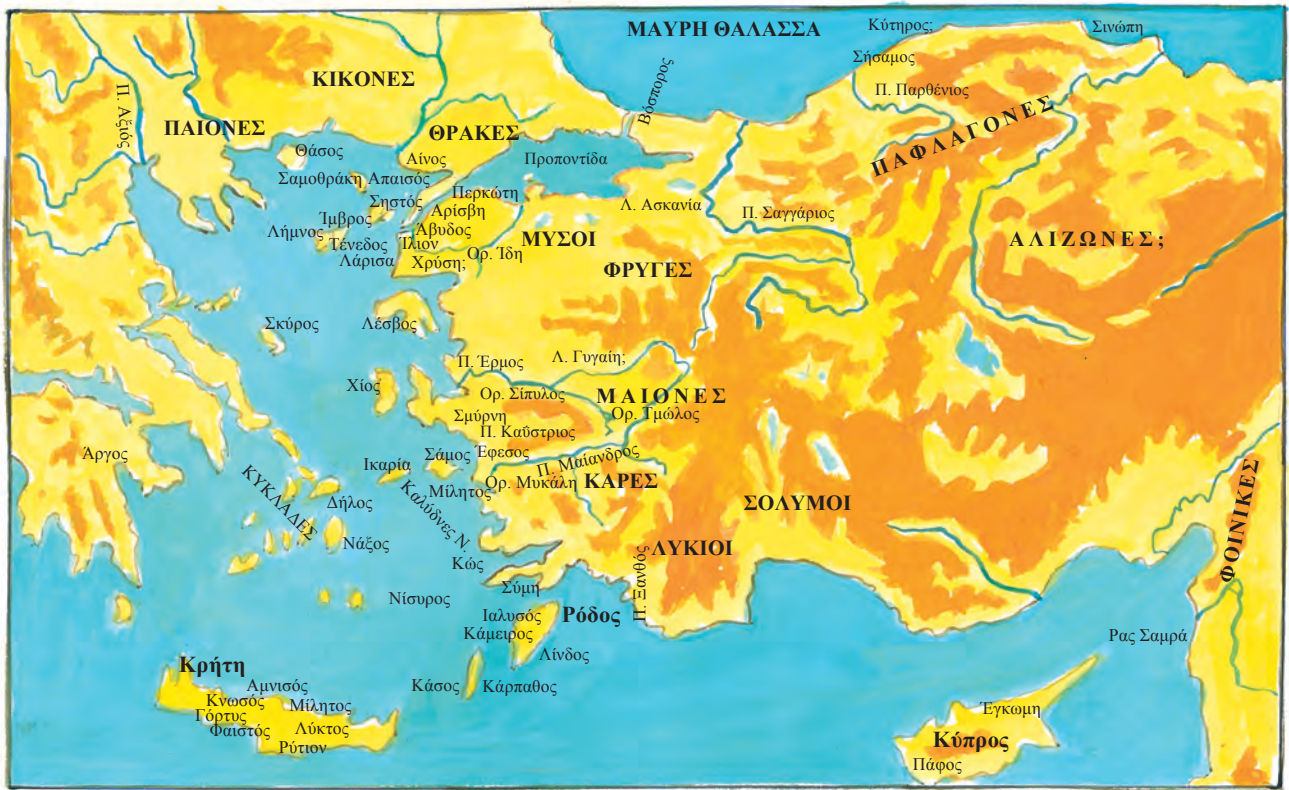 ΜΑΥΡΗ ΘΑΛΑΣΣΑ
Κύτηρος;
Σινώπη
Σήσαμος
Π. Παρθένιος
ΠΑΦΛΑΓΟΝΕΣ
ΚΙΚΟΝΕΣ
Βόσπορος
Π. Αξιός
ΠΑΙΟΝΕΣ
ΘΡΑΚΕΣ
Θάσος
Αίνος
Προποντίδα
Σαμοθράκη
Απαισός
Περκώτη
Σηστός
Αρίσβη
Λ. Ασκανία
Π. Σαγγάριος
Ίμβρος
Λήμνος
Άβυδος
Τένεδος
Ίλιον
ΜΥΣΟΙ
ΑΛΙΖΩΝΕΣ;
Λάρισα
Χρύση;
Ορ. Ίδη
ΦΡΥΓΕΣ
Σκύρος
Λέσβος
Π. Έρμος
Λ. Γυγαίη;
Χίος
Ορ. Σίπυλος
ΜΑΙΟΝΕΣ
Σμύρνη
Ορ. Τμώλος
Π. Καΰστριος
Άργος
Ικαρία
Σάμος
Έφεσος
Π. Μαίανδρος
ΚΥΚΛΑΔΕΣ
Δήλος
Καλύδνες Ν.
Μίλητος
Ορ. Μυκάλη
ΚΑΡΕΣ
ΣΟΛΥΜΟΙ
ΦΟΙΝΙΚΕΣ
Νάξος
Κώς
ΛΥΚΙΟΙ
Νίσυρος
Σύμη
Π. Ξανθός
Ιαλυσός
Ρόδος
Κάμειρος
Λίνδος
Ρας Σαμρά
Κρήτη
Αμνισός
Κάσος
Κάρπαθος
Κνωσός
Μίλητος
Γόρτυς
Φαιστός
Λύκτος
Ρύτιον
Έγκωμη
Κύπρος
Πάφος